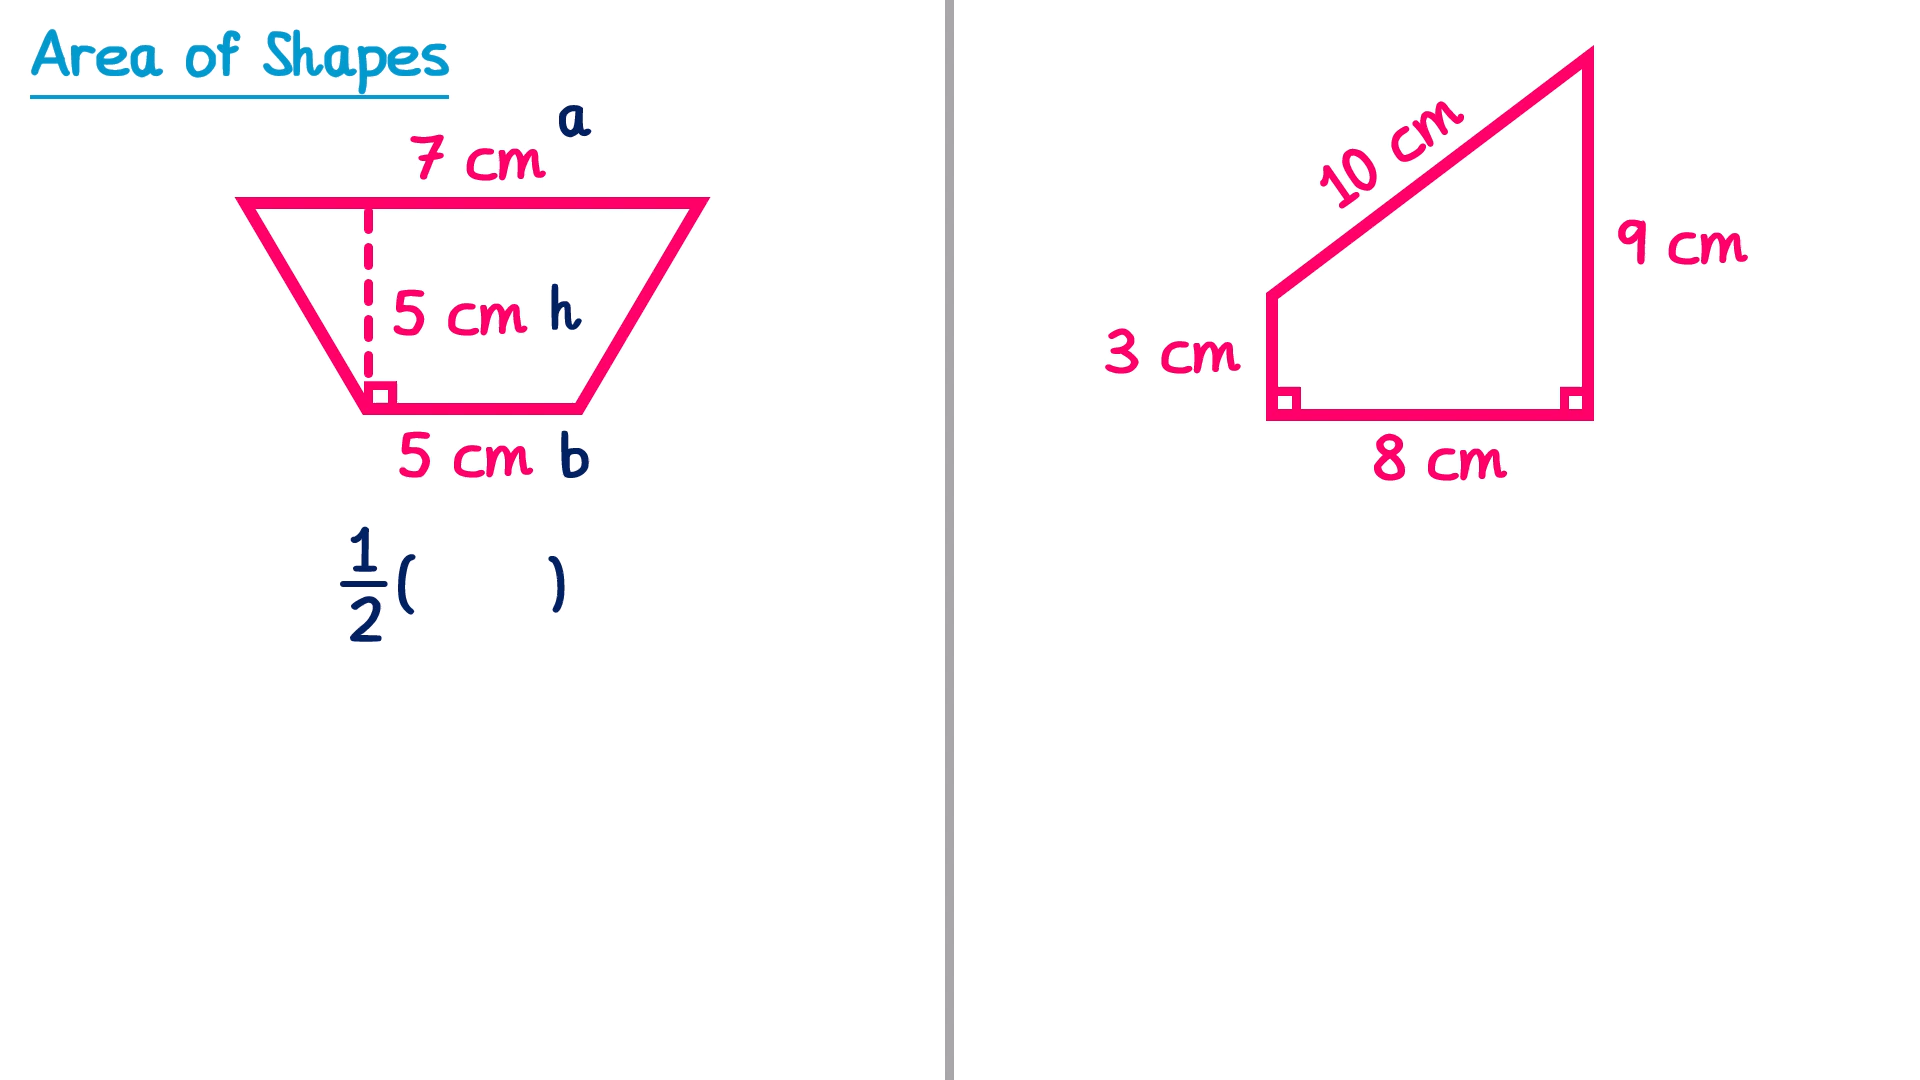 Area of Shapes
7 cm a
5 cm h
5 cm b
1/2( )
10 cm
9 cm
3 cm
8 cm